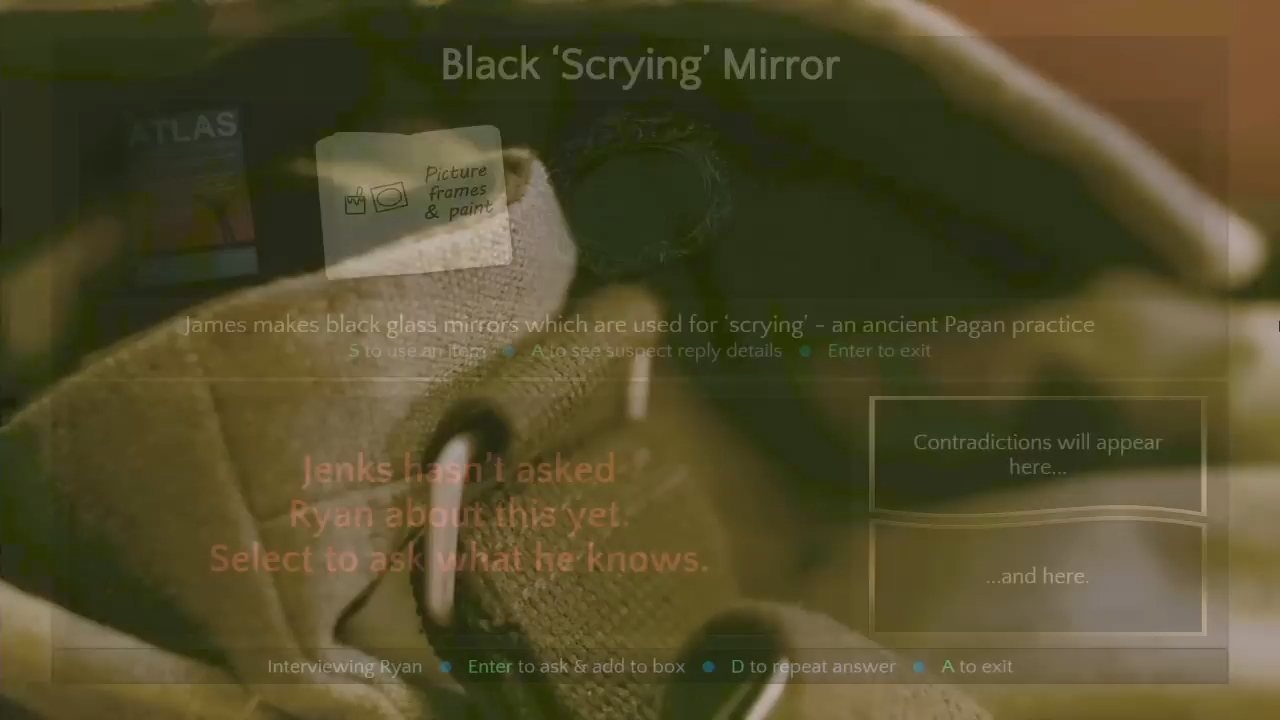 Black ‘Scrying’ Mirror
ATLAS
Picture
frames
& paint
James makes black glass mirrors which are used for ‘scrying’ - an ancient Pagan practice
S to use an item • A to see suspect reply details • Enter to exit
Contradictions will appear
here...
Jenks hasn’t asked
Ryan about this yet.
Select to ask what he knows.
...and here.
Interviewing Ryan • Enter to ask & add to box • D to repeat answer • A to exit